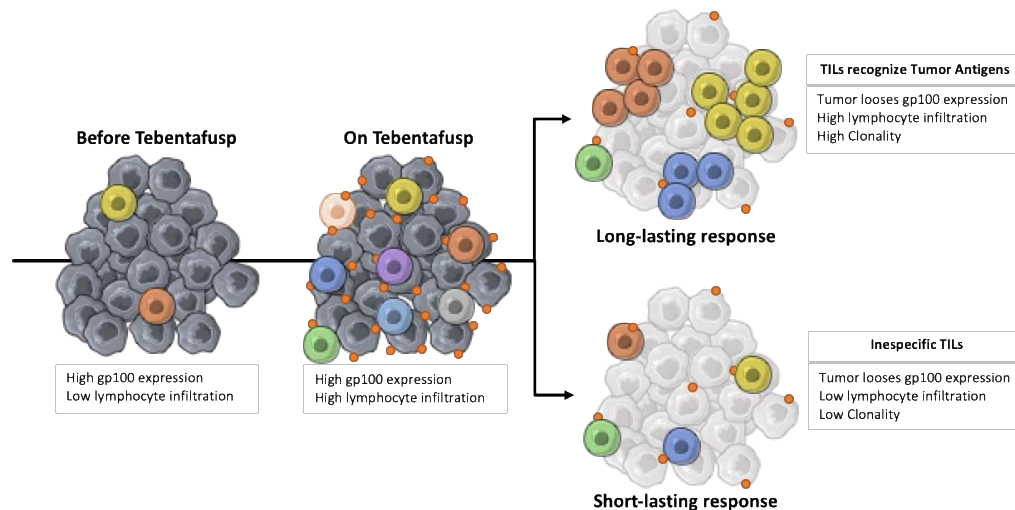 Before Tebentafusp
High gp100 expression
Low lymphocyte infiltration
On Tebentafusp
High gp100 expression
High lymphocyte infiltration
Long-lasting response
TILs recognize Tumor Antigens
Tumor looses gp100 expression
High lymphocyte infiltration
High Clonality
Short-lasting response
Inespecific TILs
Tumor looses gp100 expression
Low lymphocyte infiltration
Low Clonality